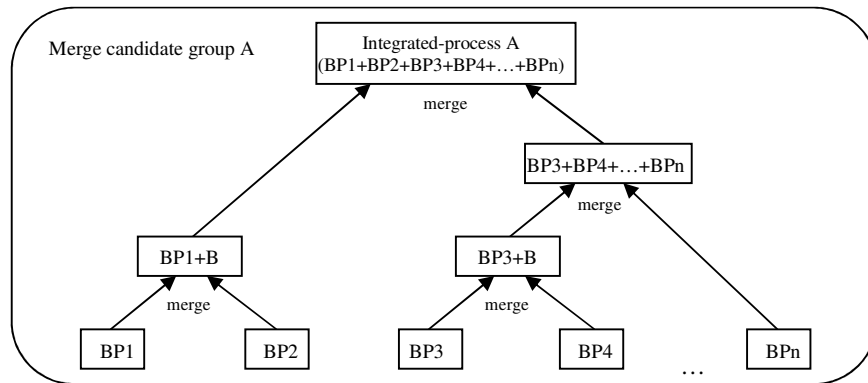 Merge candidate group A
Integrated-process A
(BP1+BP2+BP3+BP4+…+BPn)
merge
BP3+BP4+…+BPn
merge
BP1+B
BP3+B
merge
merge
BP1
BP2
BP3
BP4
…
BPn